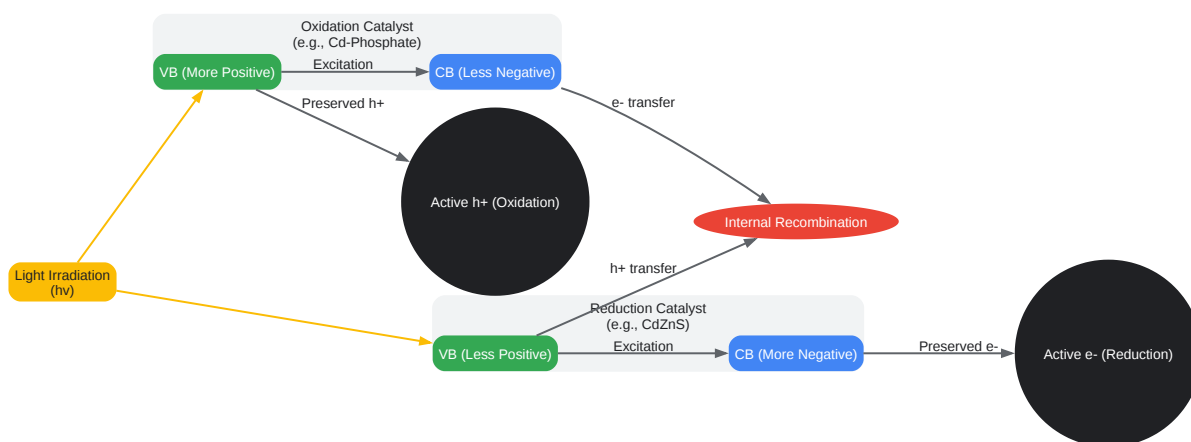 Oxidation Catalyst
(e.g., Cd-Phosphate)
VB (More Positive)
Excitation
CB (Less Negative)
Preserved h+
e- transfer
Active h+ (Oxidation)
Internal Recombination
Light Irradiation
(hv)
h+ transfer
Reduction Catalyst
(e.g., CdZnS)
VB (Less Positive)
Excitation
CB (More Negative)
Preserved e-
Active e- (Reduction)